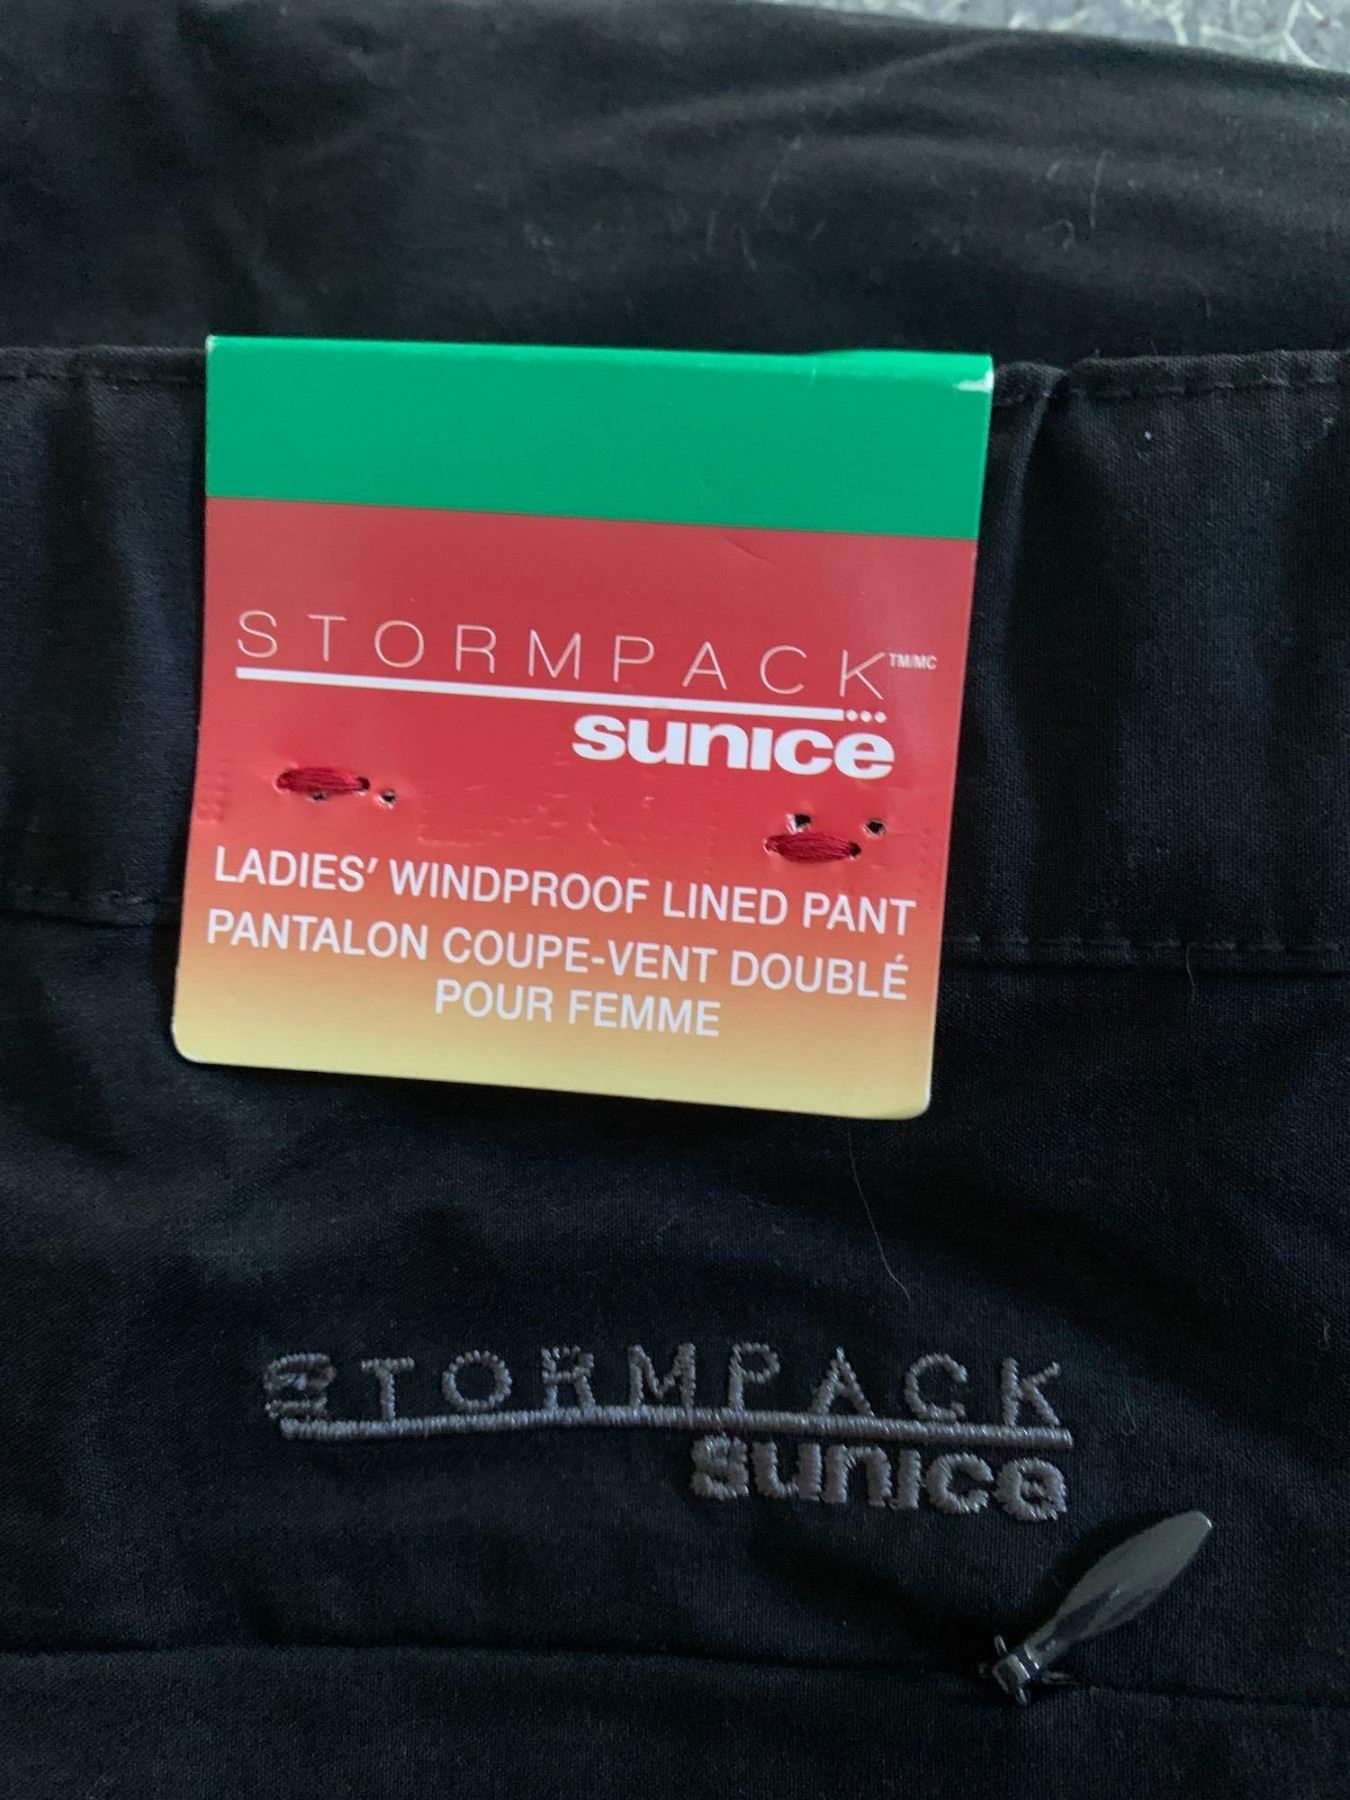 STORMPACK™/MC
sunice
LADIES' WINDPROOF LINED PANT
PANTALON COUPE-VENT DOUBLÉ
POUR FEMME
STORMPACK
sunice